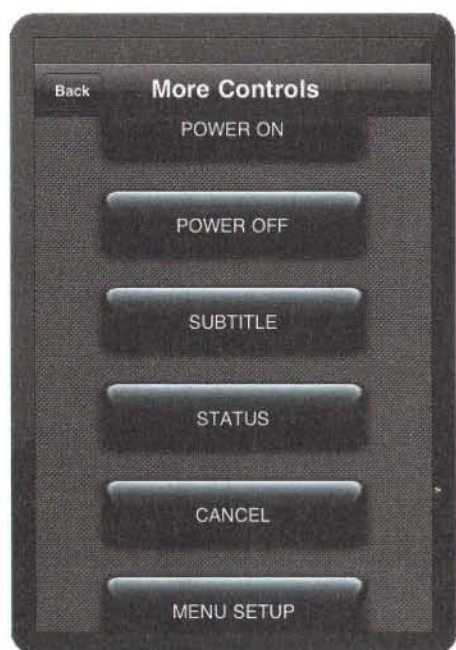 Back More Controls
POWER ON
POWER OFF
SUBTITLE
STATUS
CANCEL
MENU SETUP